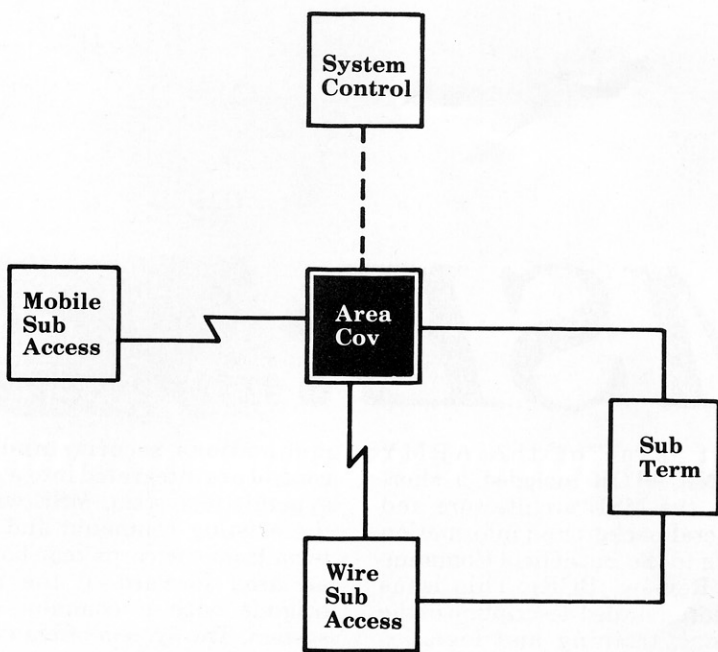 System
Control
Mobile
Sub
Access
Area
Cov
Sub
Term
Wire
Sub
Access